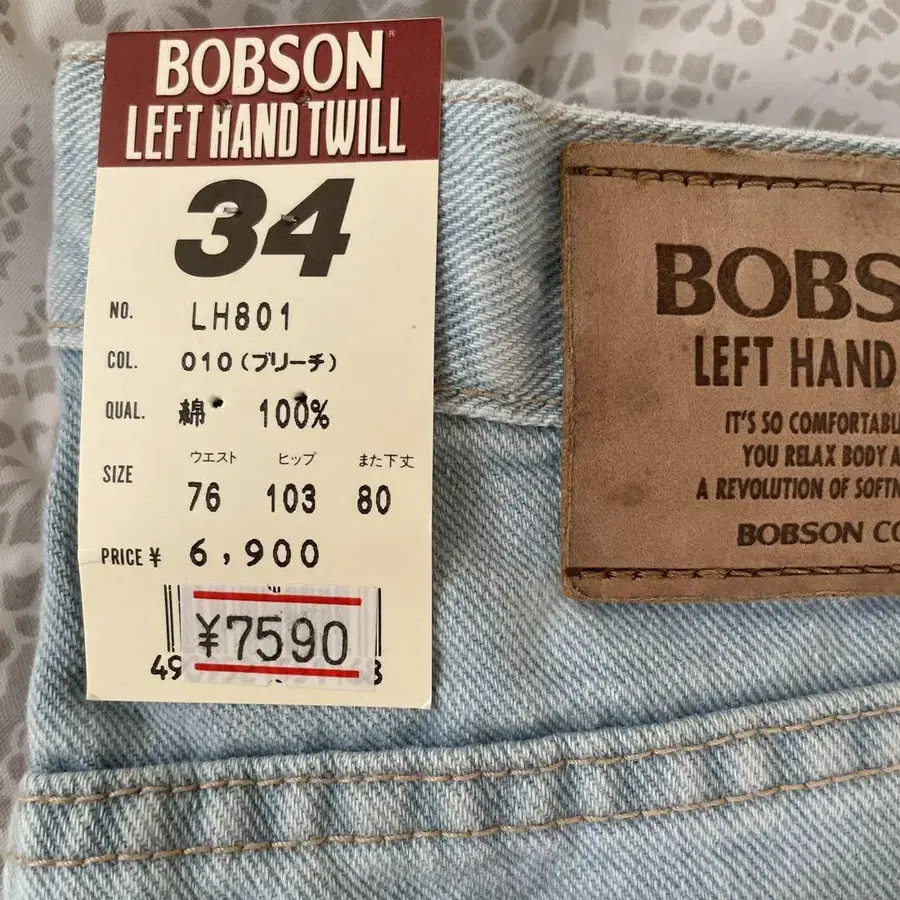 BOBSON
LEFT HAND TWILL
34
NO. LH801
COL. 010(ブリーチ)
QUAL. 綿 100%
SIZE ウエスト ヒップ また下丈
76 103 80
PRICE ¥ 6,900
¥7590
49
BOBS
LEFT HAND
IT'S SO COMFORTABL
YOU RELAX BODY A
A REVOLUTION OF SOFTN
BOBSON CO